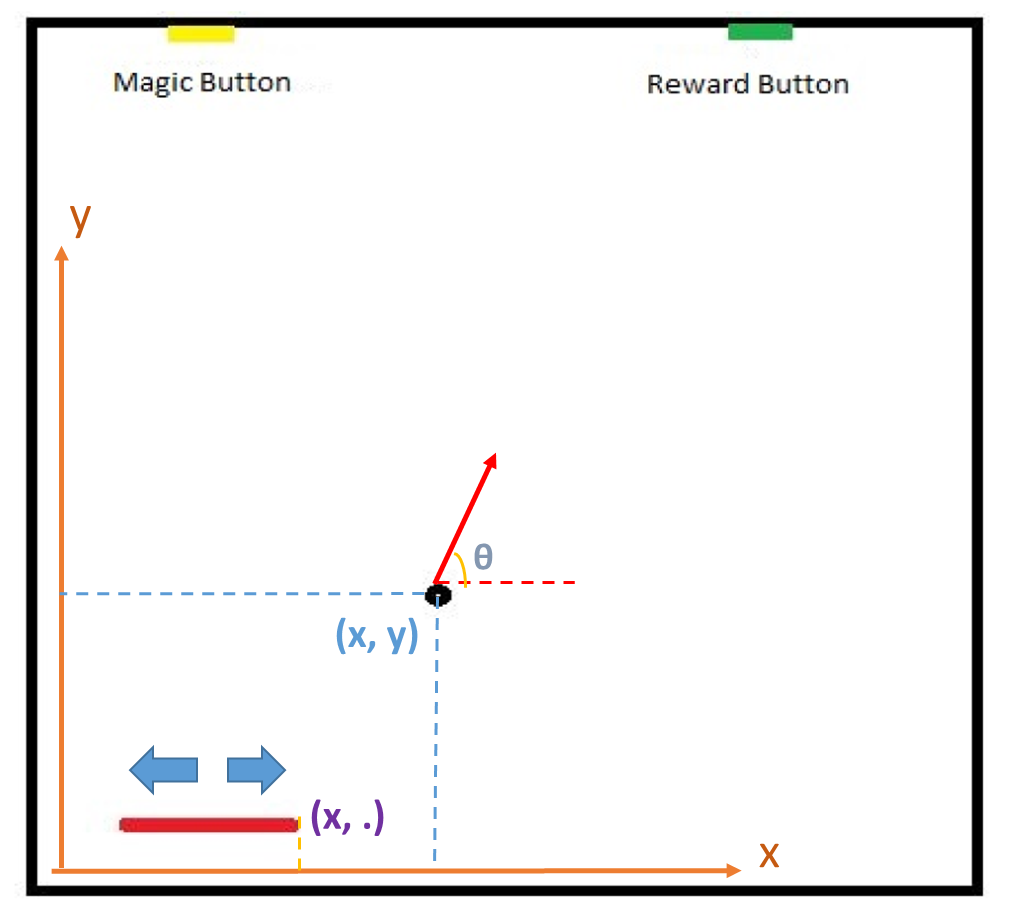 Magic Button
Reward Button
y
θ
(x, y)
(x, .)
x